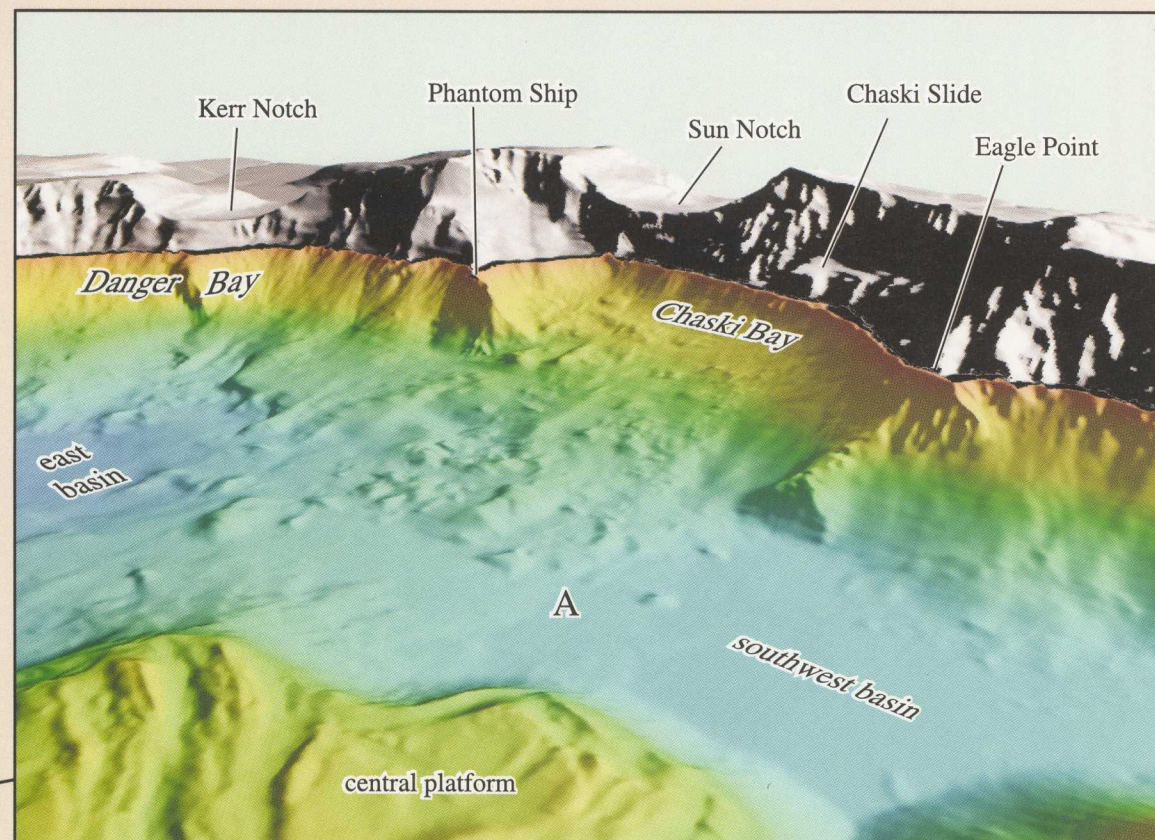 Phantom Ship
Chaski Slide
Kerr Notch
Sun Notch
Eagle Point
Danger Bay
Chaski Bay
east
basin
A
southwest basin
central platform